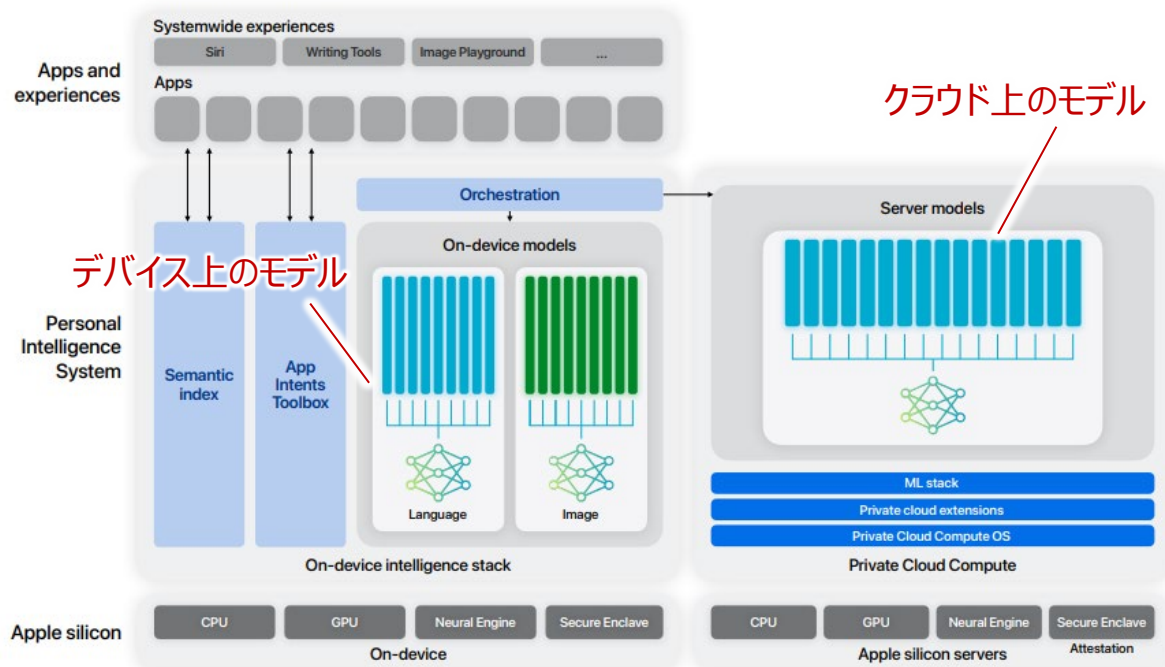 Systemwide experiences
Siri
Writing Tools
Image Playground
...
Apps and
experiences
Apps
クラウド上のモデル
Orchestration
Server models
On-device models
デバイス上のモデル
Personal
Intelligence
System
Semantic
index
App
Intents
Toolbox
Language
Image
ML stack
Private cloud extensions
Private Cloud Compute OS
On-device intelligence stack
Private Cloud Compute
Apple silicon
CPU
GPU
Neural Engine
Secure Enclave
On-device
CPU
GPU
Neural Engine
Secure Enclave
Attestation
Apple silicon servers